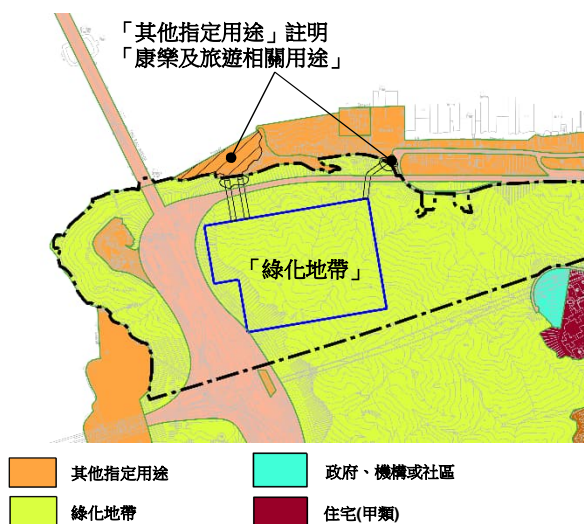 「其他指定用途」註明
「康樂及旅遊相關用途」
「綠化地帶」
其他指定用途
政府、機構或社區
綠化地帶
住宅(甲類)